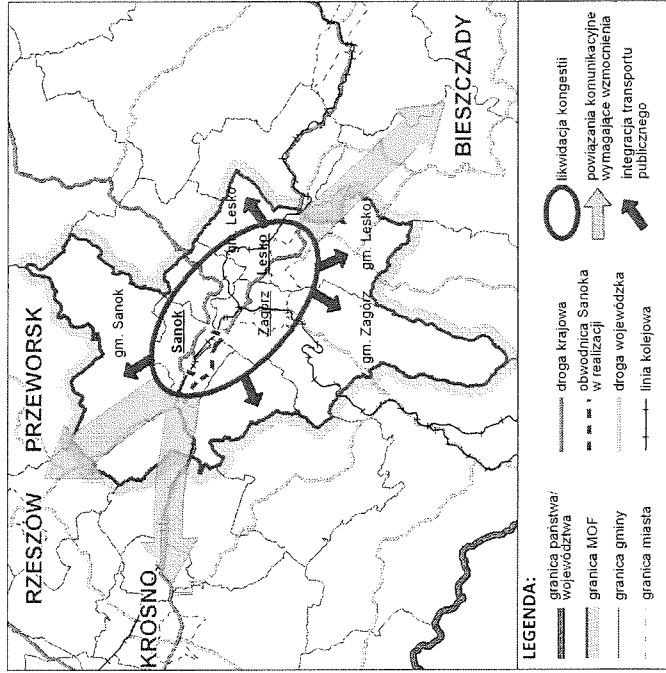 RZESZÓW PRZEWORSK
KROSNO
BIESZCZADY
gm. Sanok
Sanok
gm. Lesko
Lesko
Zagórz
gm. Zagórz
gm. Lesko
LEGENDA:
granica państwa/
województwa
granica MOF
granica gminy
granica miasta
droga krajowa
obwodnica Sanoka
w realizacji
droga wojewódzka
linia kolejowa
likwidacja kongestii
powiązania komunikacyjne
wymagające wzmocnienia
integracja transportu
publicznego